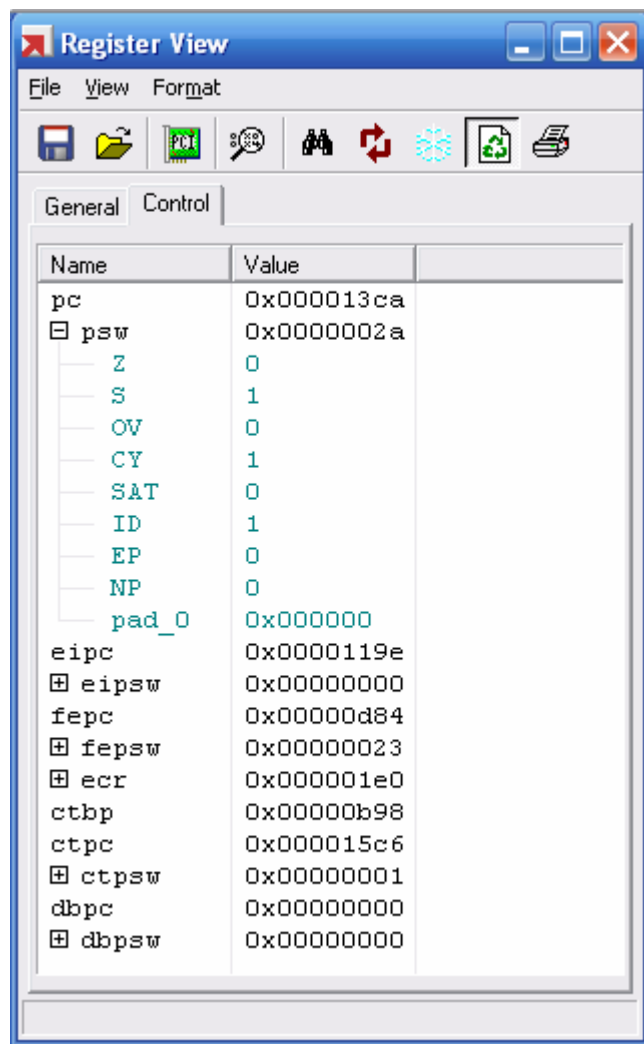 Register View
File View Format
PCI
General Control
Name Value
pc 0x000013ca
psw 0x0000002a
Z 0
S 1
OV 0
CY 1
SAT 0
ID 1
EP 0
NP 0
pad_0 0x000000
eipc 0x0000119e
eipsw 0x00000000
fepc 0x00000d84
fepsw 0x00000023
ecr 0x000001e0
ctbp 0x00000b98
ctpc 0x000015c6
ctpsw 0x00000001
dbpc 0x00000000
dbpsw 0x00000000